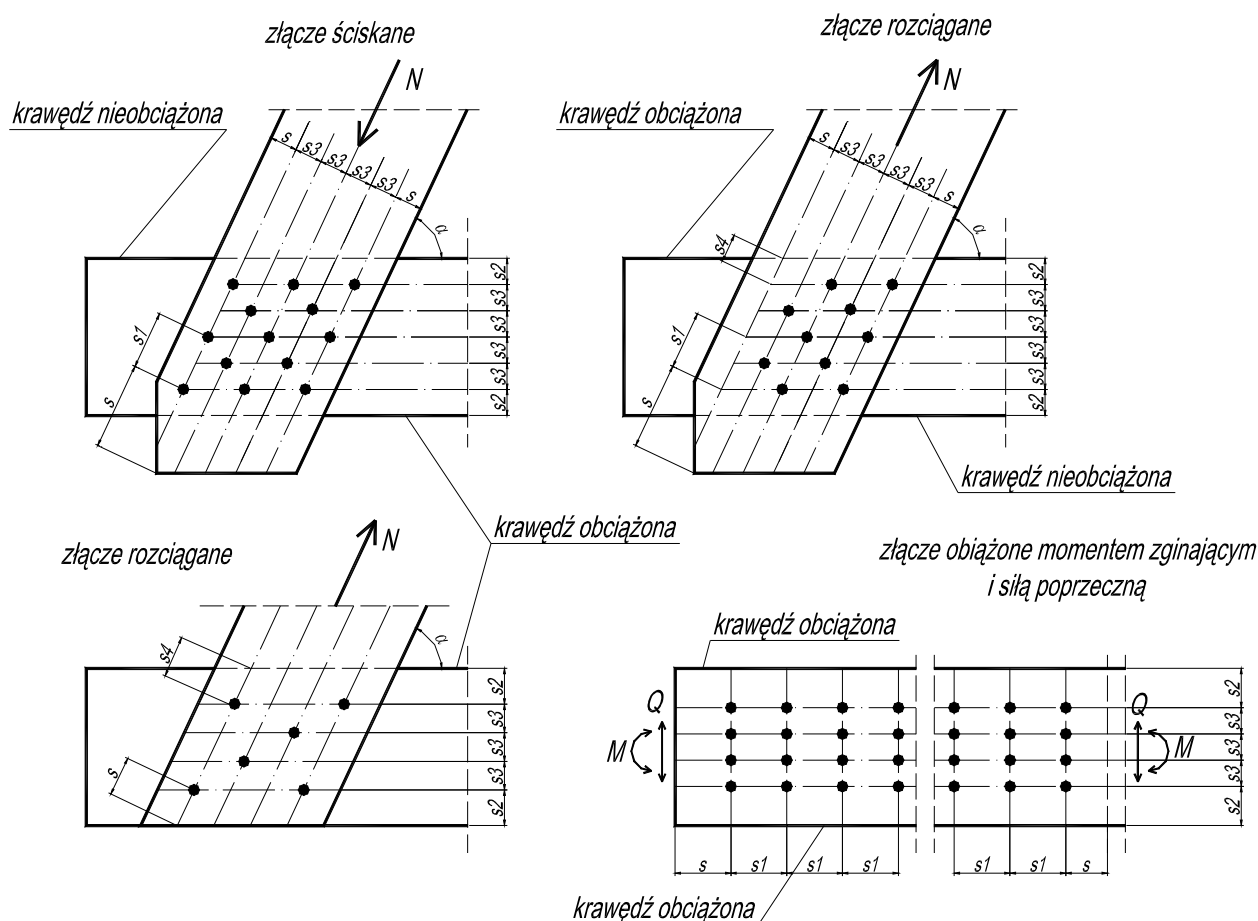 złącze ściskane
N
krawędź nieobciążona
s
s3
s3
s3
s3
s
α
s2
s3
s3
s3
s3
s2
s1
s
złącze rozciągane
N
krawędź obciążona
s
s3
s3
s3
s3
s
α
s4
s2
s3
s3
s3
s3
s2
s1
s
krawędź nieobciążona
krawędź obciążona
złącze rozciągane
N
α
s4
s
s2
s3
s3
s3
s2
złącze obiążone momentem zginającym
i siłą poprzeczną
krawędź obciążona
Q
M
Q
M
s2
s3
s3
s3
s2
s
s1
s1
s1
s1
s1
s
krawędź obciążona